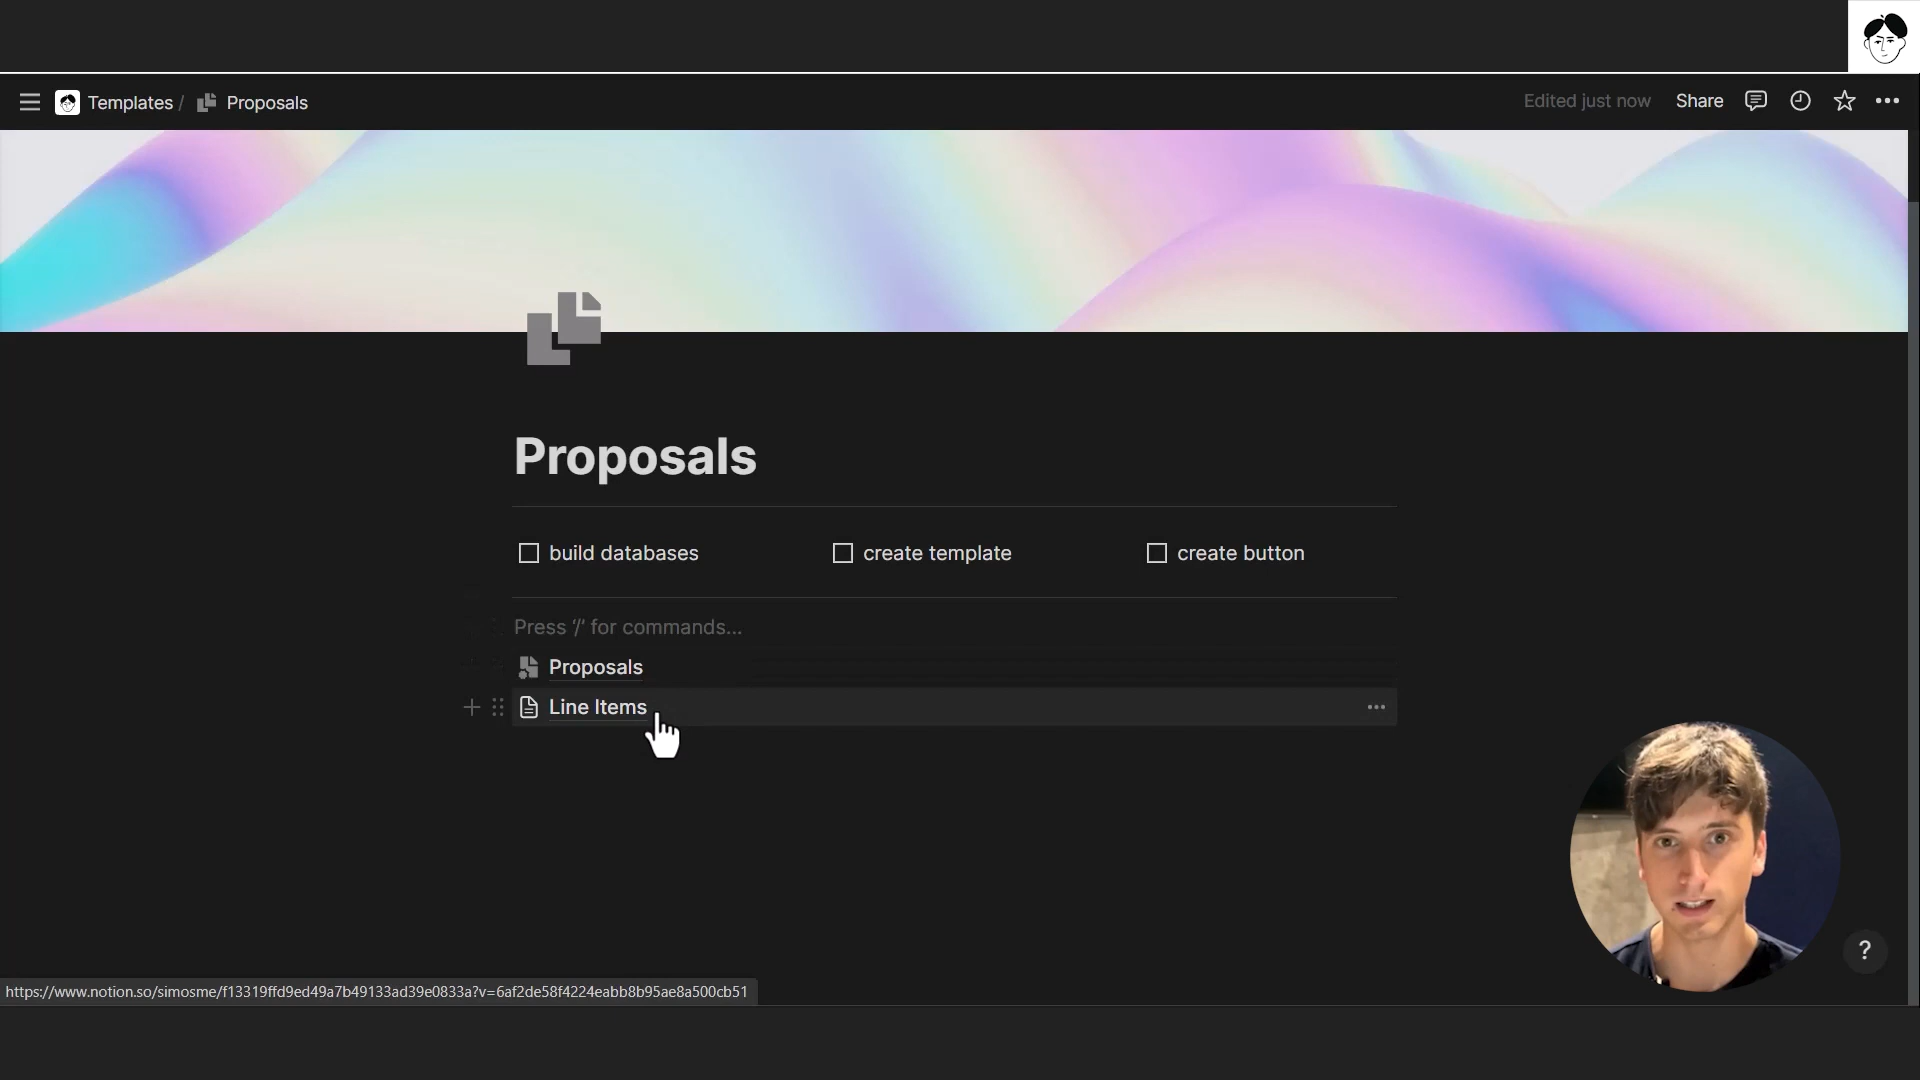 Templates / Proposals
Edited just now Share
Proposals
build databases create template create button
Press '/' for commands...
Proposals
Line Items
?
https://www.notion.so/simosme/f13319ffd9ed49a7b49133ad39e0833a?v=6af2de58f4224eabb8b95ae8a500cb51